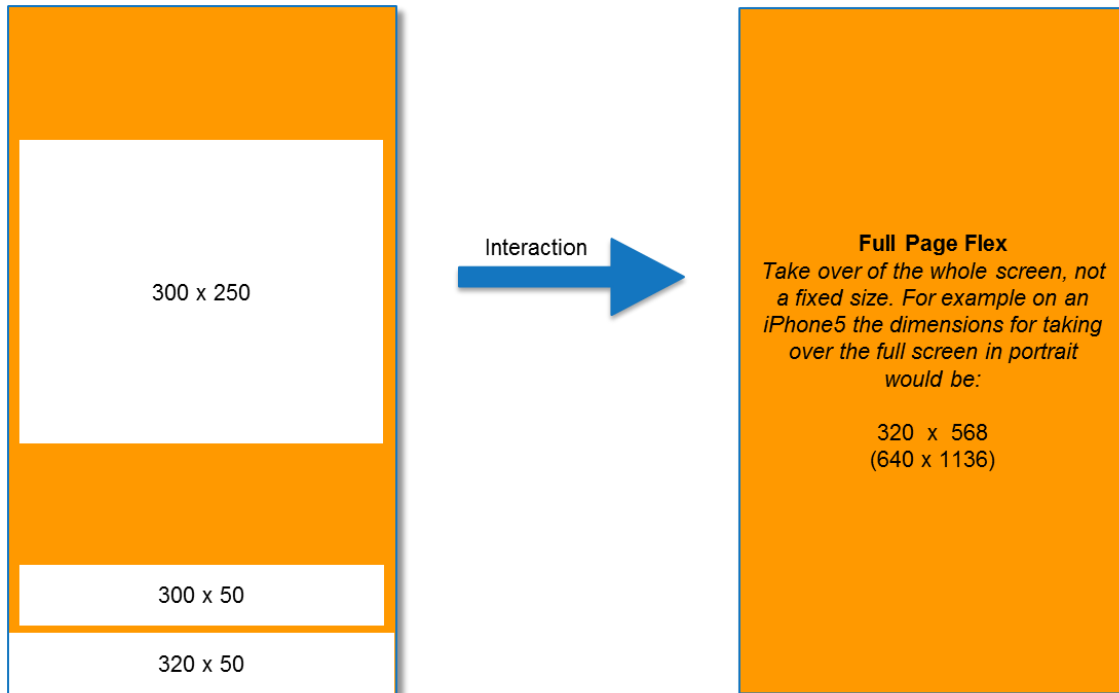 300 x 250
300 x 50
320 x 50
Interaction
Full Page Flex
Take over of the whole screen, not
a fixed size. For example on an
iPhone5 the dimensions for taking
over the full screen in portrait
would be:
320 x 568
(640 x 1136)